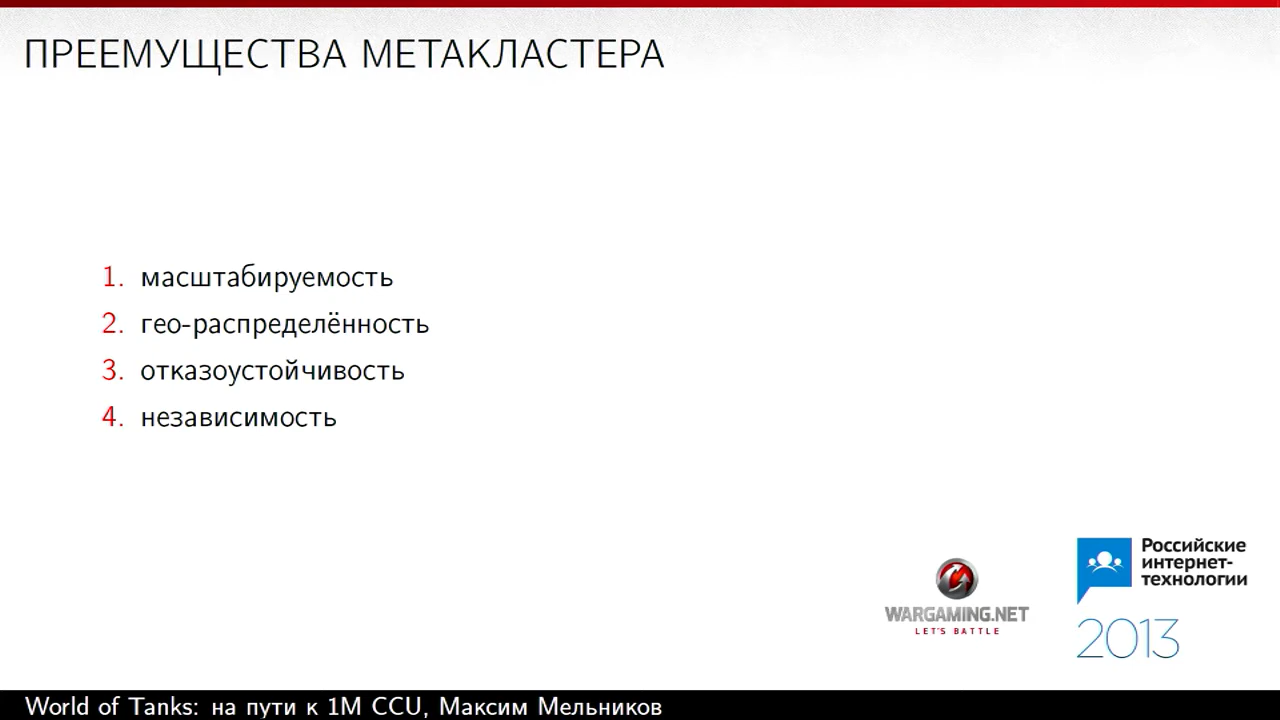 ПРЕЕМУЩЕСТВА МЕТАКЛАСТЕРА
1. масштабируемость
2. гео-распределённость
3. отказоустойчивость
4. независимость
WARGAMING.NET
LET'S BATTLE
Российские
интернет-
технологии
2013
World of Tanks: на пути к 1M CCU, Максим Мельников